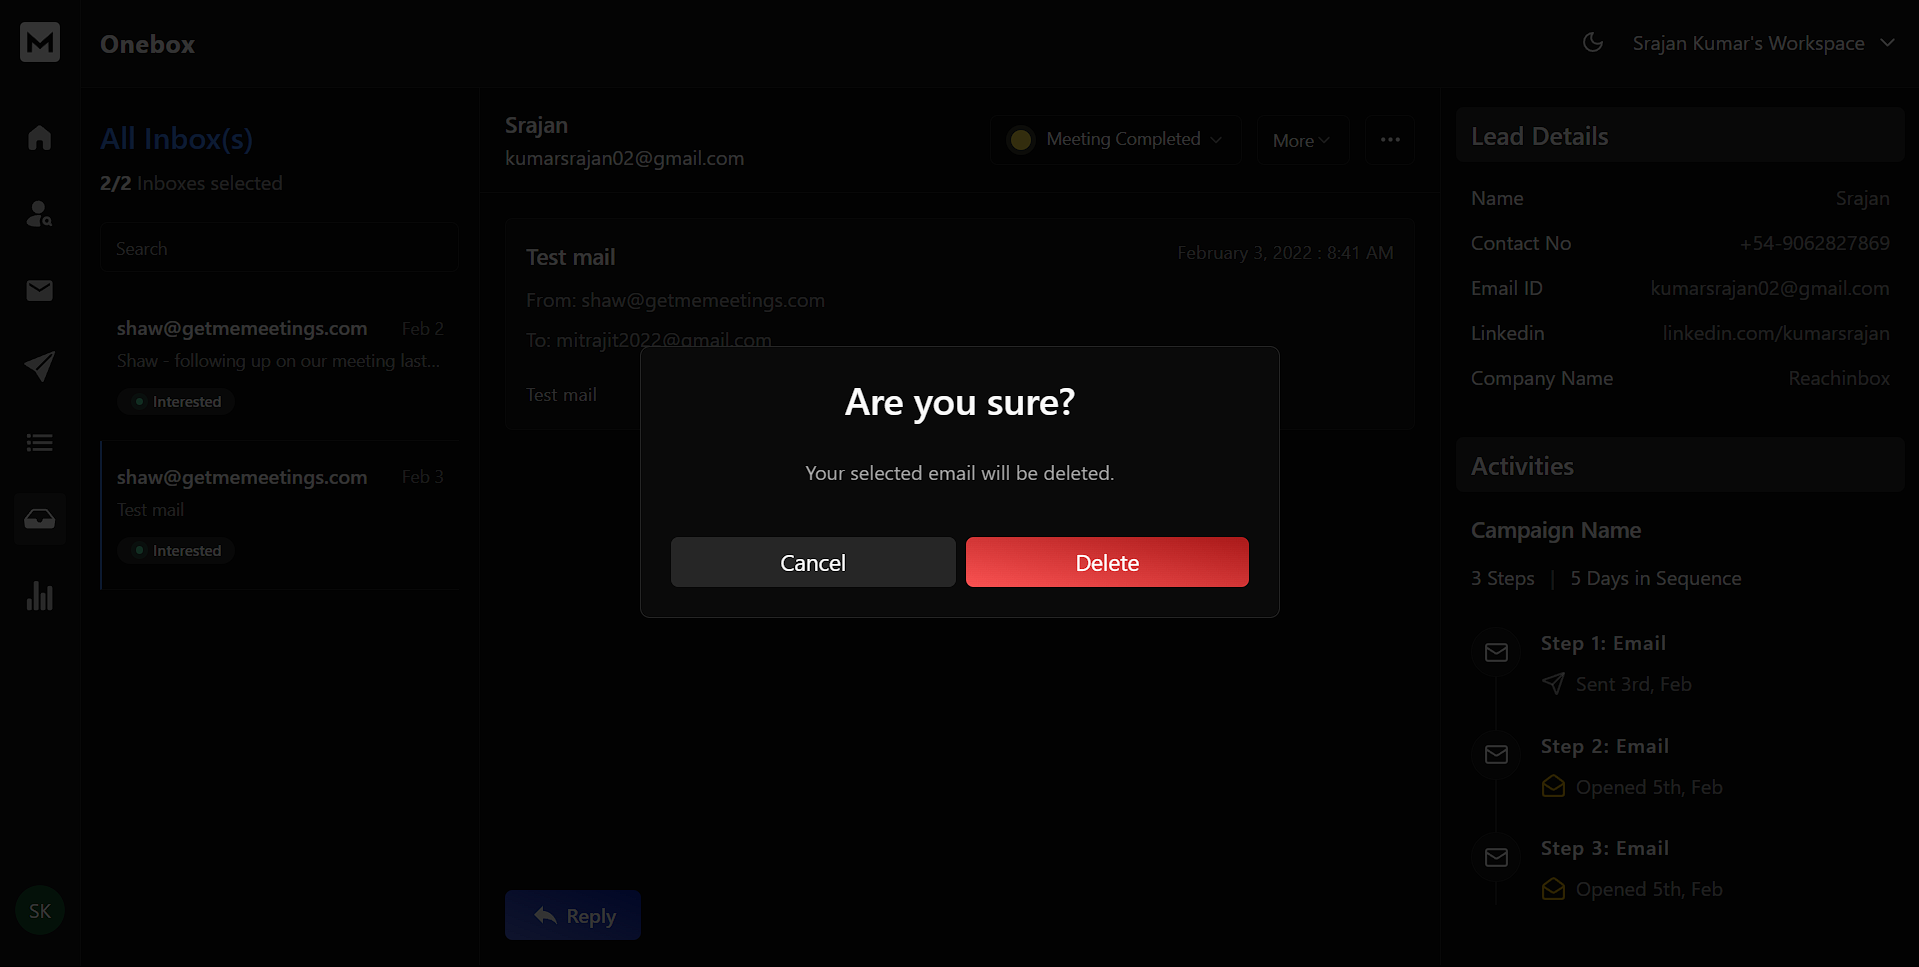 M
Onebox
Srajan Kumar's Workspace
All Inbox(s)
2/2 Inboxes selected
Search
shaw@getmemeetings.com Feb 2
Shaw - following up on our meeting last...
Interested
shaw@getmemeetings.com Feb 3
Test mail
Interested
SK
Srajan
kumarsrajan02@gmail.com
Meeting Completed
More
Test mail
February 3, 2022 : 8:41 AM
From: shaw@getmemeetings.com
To: mitrajit2022@gmail.com
Test mail
Are you sure?
Your selected email will be deleted.
Cancel
Delete
Reply
Lead Details
Name Srajan
Contact No +54-9062827869
Email ID kumarsrajan02@gmail.com
Linkedin linkedin.com/kumarsrajan
Company Name Reachinbox
Activities
Campaign Name
3 Steps | 5 Days in Sequence
Step 1: Email
Sent 3rd, Feb
Step 2: Email
Opened 5th, Feb
Step 3: Email
Opened 5th, Feb